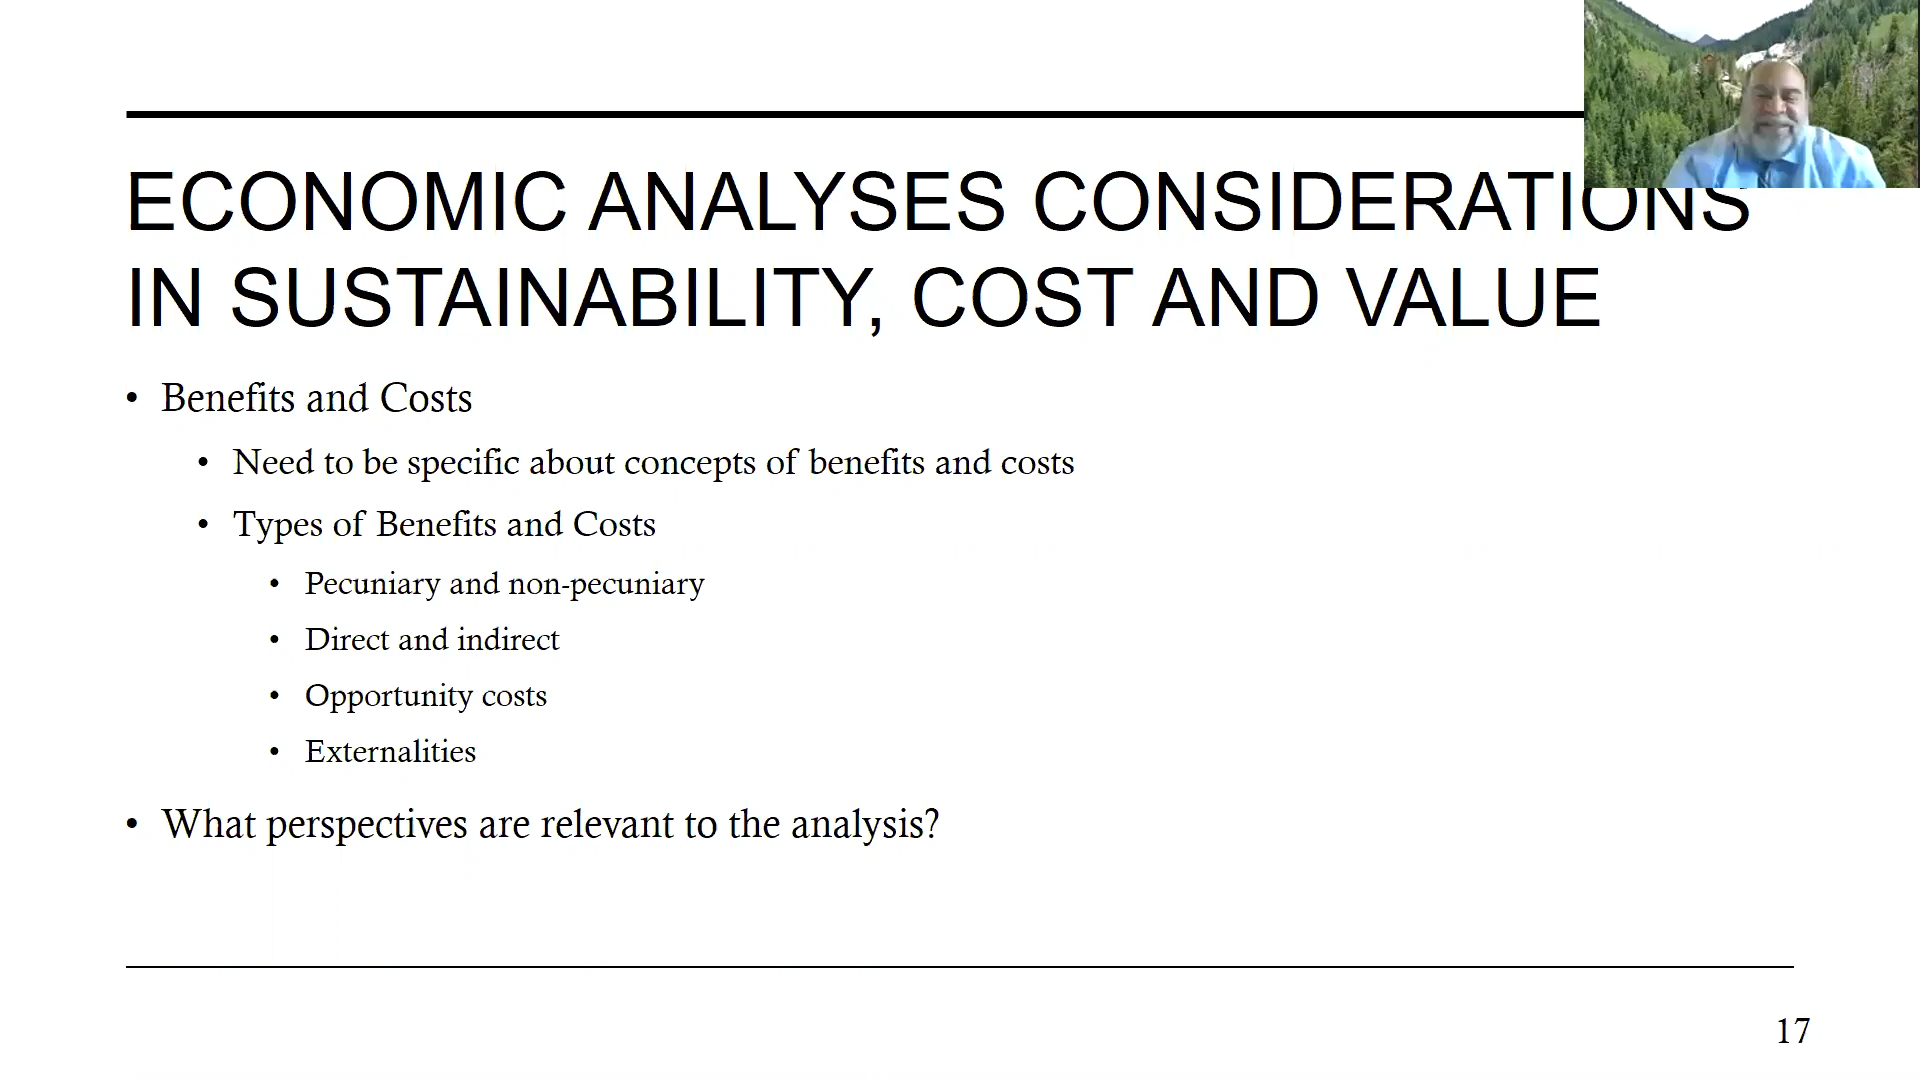 ECONOMIC ANALYSES CONSIDERATIONS
IN SUSTAINABILITY, COST AND VALUE
• Benefits and Costs
• Need to be specific about concepts of benefits and costs
• Types of Benefits and Costs
• Pecuniary and non-pecuniary
• Direct and indirect
• Opportunity costs
• Externalities
• What perspectives are relevant to the analysis?
17